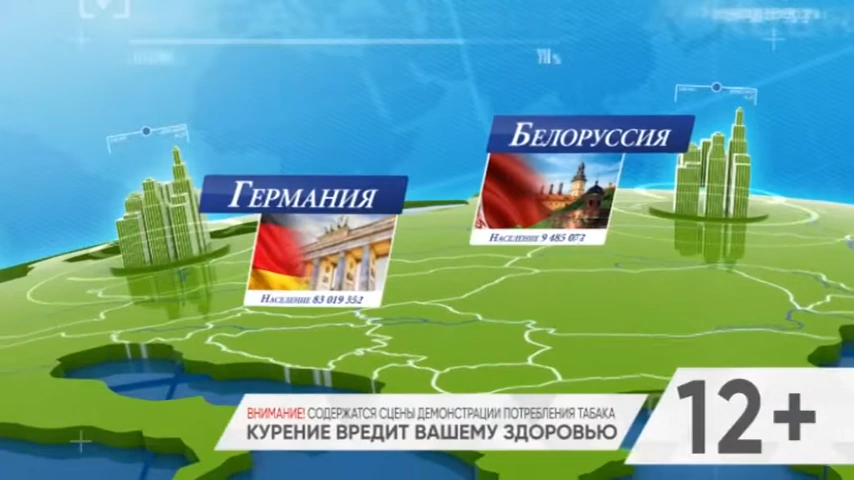 БЕЛОРУССИЯ
НАСЕЛЕНИЕ 9 485 072
ГЕРМАНИЯ
НАСЕЛЕНИЕ 83 019 352
ВНИМАНИЕ! СОДЕРЖАТСЯ СЦЕНЫ ДЕМОНСТРАЦИИ ПОТРЕБЛЕНИЯ ТАБАКА
КУРЕНИЕ ВРЕДИТ ВАШЕМУ ЗДОРОВЬЮ
12+